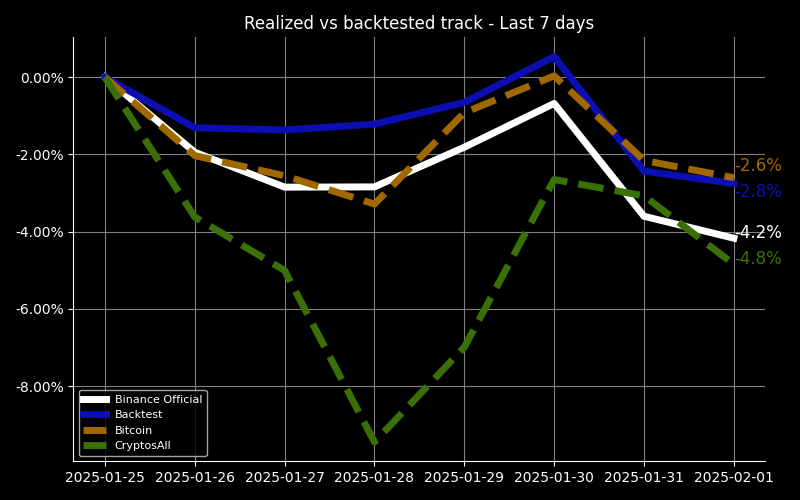 Realized vs backtested track - Last 7 days
0.00%
-2.00%
-4.00%
-6.00%
-8.00%
-2.6%
-2.8%
-4.2%
-4.8%
Binance Official
Backtest
Bitcoin
CryptosAll
2025-01-25 2025-01-26 2025-01-27 2025-01-28 2025-01-29 2025-01-30 2025-01-31 2025-02-01